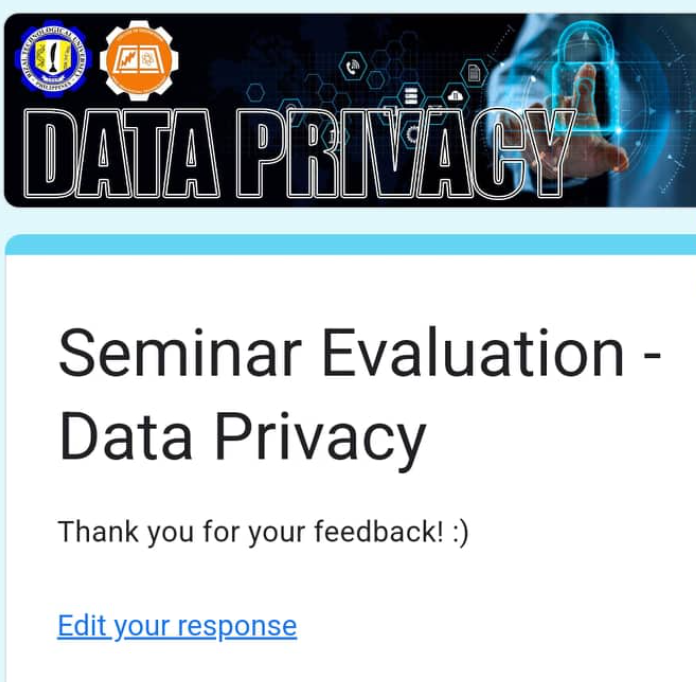 RIZAL TECHNOLOGICAL UNIVERSITY
PHILIPPINES
DATA PRIVACY
Seminar Evaluation -
Data Privacy
Thank you for your feedback! :)
Edit your response